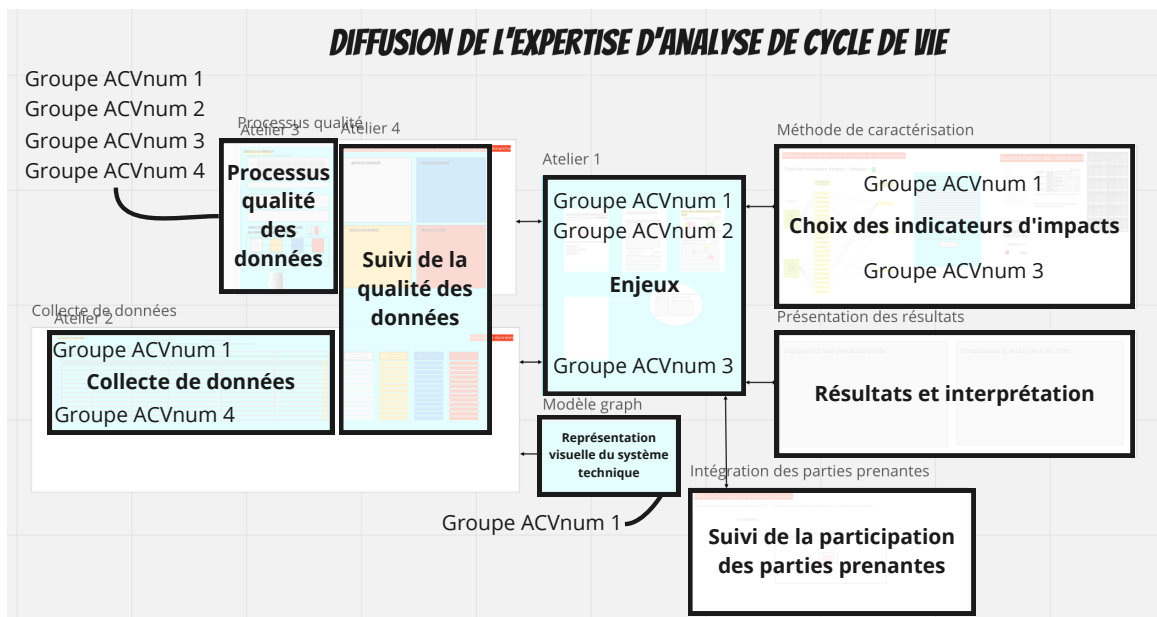 DIFFUSION DE L'EXPERTISE D'ANALYSE DE CYCLE DE VIE
Groupe ACVnum 1
Groupe ACVnum 2
Groupe ACVnum 3
Groupe ACVnum 4
Processus qualité
Atelier 3
Processus
qualité
des
données
Atelier 4
Suivi de la
qualité des
données
Collecte de données
Atelier 2
Groupe ACVnum 1
Collecte de données
Groupe ACVnum 4
Atelier 1
Groupe ACVnum 1
Groupe ACVnum 2
Enjeux
Groupe ACVnum 3
Modèle graph
Représentation
visuelle du système
technique
Groupe ACVnum 1
Méthode de caractérisation
Groupe ACVnum 1
Choix des indicateurs d'impacts
Groupe ACVnum 3
Présentation des résultats
Résultats et interprétation
Intégration des parties prenantes
Suivi de la participation
des parties prenantes